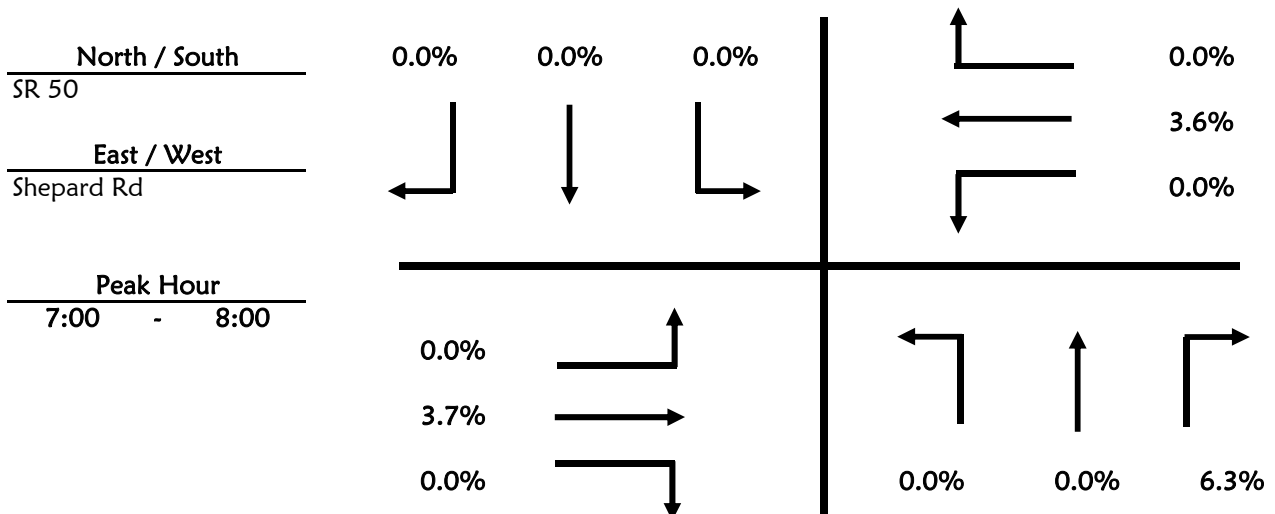 North / South
SR 50
East / West
Shepard Rd
Peak Hour
7:00 - 8:00
0.0% 0.0% 0.0%
0.0%
3.6%
0.0%
0.0%
3.7%
0.0%
0.0% 0.0% 6.3%